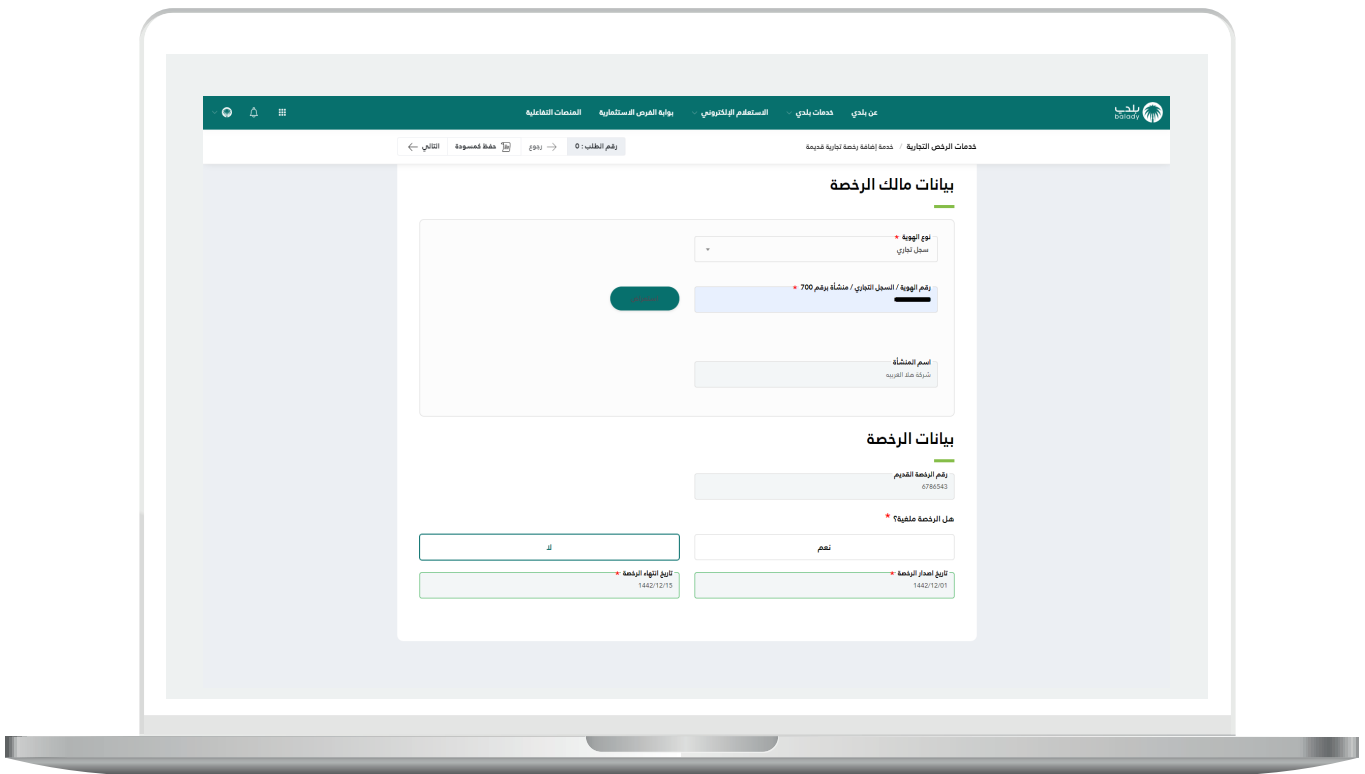 بلدي
balady
عن بلدي
خدمات بلدي
الاستعلام الإلكتروني
بوابة الفرص الاستثمارية
المنصات التفاعلية
خدمات الرخص التجارية / خدمة إضافة رخصة تجارية قديمة
رقم الطلب : 0
رجوع
حفظ كمسودة
التالي
بيانات مالك الرخصة
نوع الهوية *
سجل تجاري
رقم الهوية / السجل التجاري / منشأة برقم 700 *
اسم المنشأة
شركة هلا العربيه
بيانات الرخصة
رقم الرخصة القديم
6786543
هل الرخصة ملغية؟ *
نعم
لا
تاريخ اصدار الرخصة *
1442/12/01
تاريخ انتهاء الرخصة *
1442/12/15